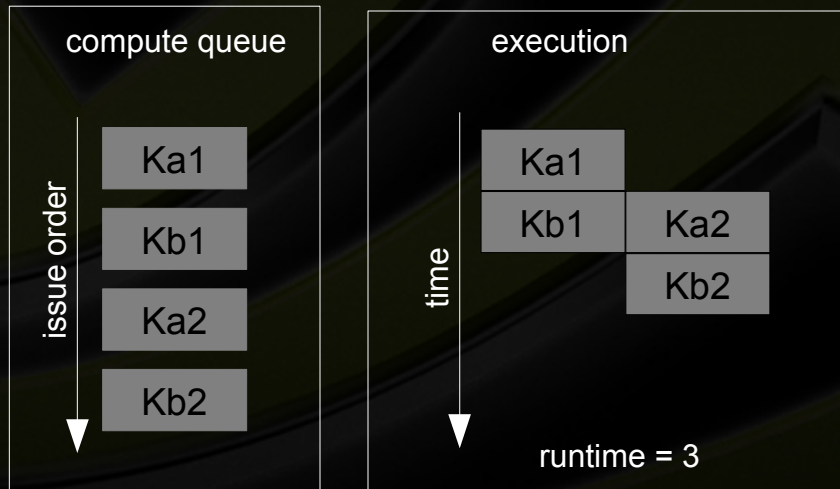 compute queue
issue order
Ka1
Kb1
Ka2
Kb2
execution
time
Ka1
Kb1 Ka2
Kb2
runtime = 3